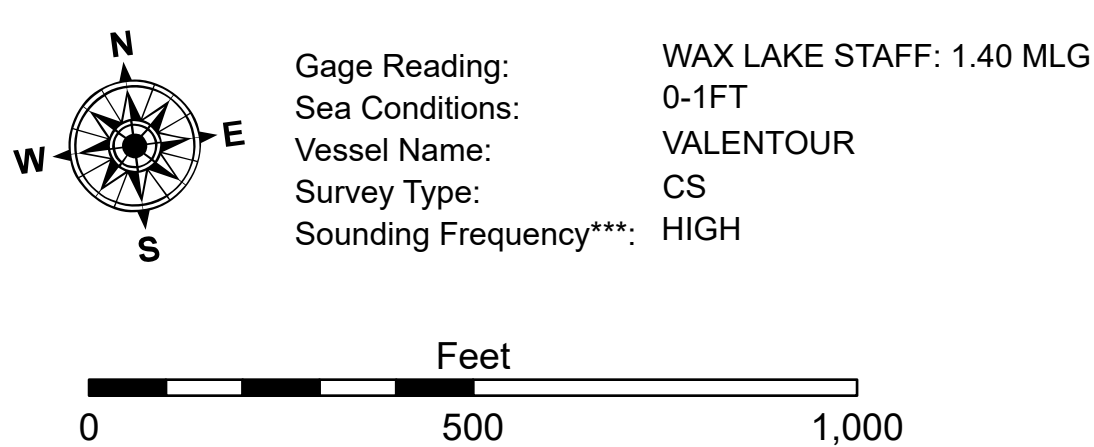 N
W
E
S
Gage Reading: WAX LAKE STAFF: 1.40 MLG
Sea Conditions: 0-1FT
Vessel Name: VALENTOUR
Survey Type: CS
Sounding Frequency***: HIGH
Feet
0 500 1,000